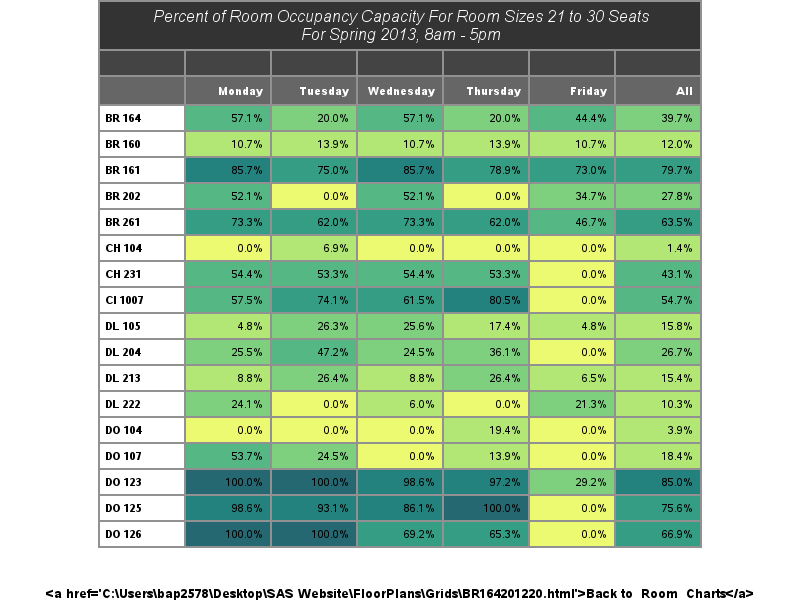 Percent of Room Occupancy Capacity For Room Sizes 21 to 30 Seats
For Spring 2013, 8am - 5pm
Monday Tuesday Wednesday Thursday Friday All
BR 164 57.1% 20.0% 57.1% 20.0% 44.4% 39.7%
BR 160 10.7% 13.9% 10.7% 13.9% 10.7% 12.0%
BR 161 85.7% 75.0% 85.7% 78.9% 73.0% 79.7%
BR 202 52.1% 0.0% 52.1% 0.0% 34.7% 27.8%
BR 261 73.3% 62.0% 73.3% 62.0% 46.7% 63.5%
CH 104 0.0% 6.9% 0.0% 0.0% 0.0% 1.4%
CH 231 54.4% 53.3% 54.4% 53.3% 0.0% 43.1%
CI 1007 57.5% 74.1% 61.5% 80.5% 0.0% 54.7%
DL 105 4.8% 26.3% 25.6% 17.4% 4.8% 15.8%
DL 204 25.5% 47.2% 24.5% 36.1% 0.0% 26.7%
DL 213 8.8% 26.4% 8.8% 26.4% 6.5% 15.4%
DL 222 24.1% 0.0% 6.0% 0.0% 21.3% 10.3%
DO 104 0.0% 0.0% 0.0% 19.4% 0.0% 3.9%
DO 107 53.7% 24.5% 0.0% 13.9% 0.0% 18.4%
DO 123 100.0% 100.0% 98.6% 97.2% 29.2% 85.0%
DO 125 98.6% 93.1% 86.1% 100.0% 0.0% 75.6%
DO 126 100.0% 100.0% 69.2% 65.3% 0.0% 66.9%
<a href='C:\Users\bap2578\Desktop\SAS Website\FloorPlans\Grids\BR164201220.html'>Back to Room Charts</a>